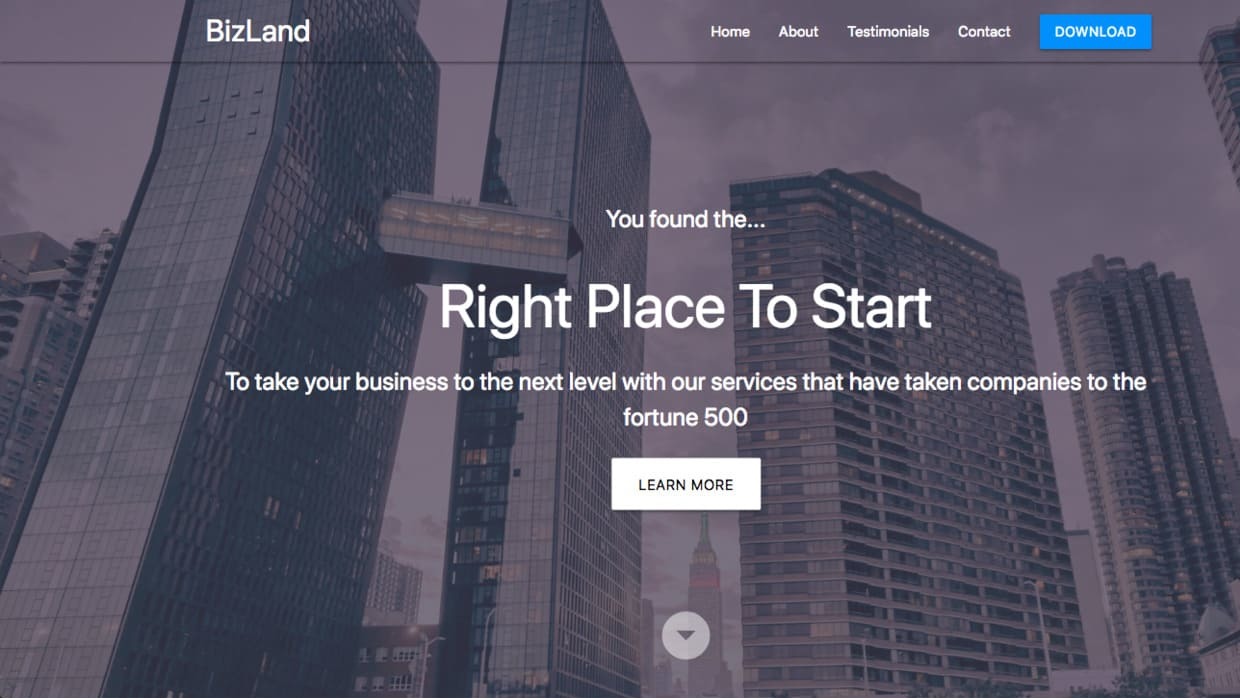 BizLand
Home About Testimonials Contact DOWNLOAD
You found the...
Right Place To Start
To take your business to the next level with our services that have taken companies to the
fortune 500
LEARN MORE